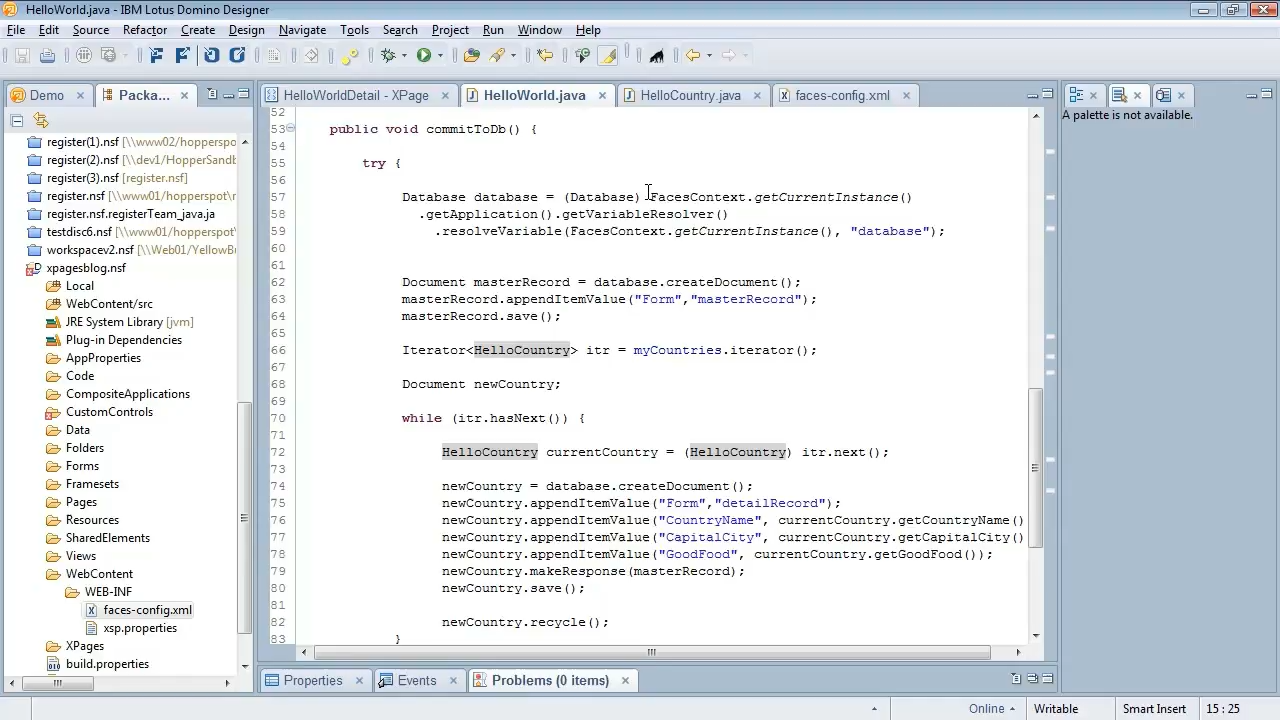 HelloWorld.java - IBM Lotus Domino Designer
File Edit Source Refactor Create Design Navigate Tools Search Project Run Window Help
Demo Packa...
HelloWorldDetail - XPage HelloWorld.java HelloCountry.java faces-config.xml
A palette is not available.
register(1).nsf [\\www02/hopperspo
register(2).nsf [\\dev1/HopperSandb
register(3).nsf [register.nsf]
register.nsf [\\www01/hopperspot\r
register.nsf.registerTeam_java.ja
testdisc6.nsf [\\www01/hopperspot\
workspacev2.nsf [\\Web01/YellowBu
xpagesblog.nsf
Local
WebContent/src
JRE System Library [jvm]
Plug-in Dependencies
AppProperties
Code
CompositeApplications
CustomControls
Data
Folders
Forms
Framesets
Pages
Resources
SharedElements
Views
WebContent
WEB-INF
faces-config.xml
xsp.properties
XPages
build.properties
52
53 public void commitToDb() {
54
55 try {
56
57 Database database = (Database) FacesContext.getCurrentInstance()
58 .getApplication().getVariableResolver()
59 .resolveVariable(FacesContext.getCurrentInstance(), "database");
60
61
62 Document masterRecord = database.createDocument();
63 masterRecord.appendItemValue("Form","masterRecord");
64 masterRecord.save();
65
66 Iterator<HelloCountry> itr = myCountries.iterator();
67
68 Document newCountry;
69
70 while (itr.hasNext()) {
71
72 HelloCountry currentCountry = (HelloCountry) itr.next();
73
74 newCountry = database.createDocument();
75 newCountry.appendItemValue("Form","detailRecord");
76 newCountry.appendItemValue("CountryName", currentCountry.getCountryName()
77 newCountry.appendItemValue("CapitalCity", currentCountry.getCapitalCity()
78 newCountry.appendItemValue("GoodFood", currentCountry.getGoodFood());
79 newCountry.makeResponse(masterRecord);
80 newCountry.save();
81
82 newCountry.recycle();
83 }
Properties Events Problems (0 items)
Online Writable Smart Insert 15 : 25